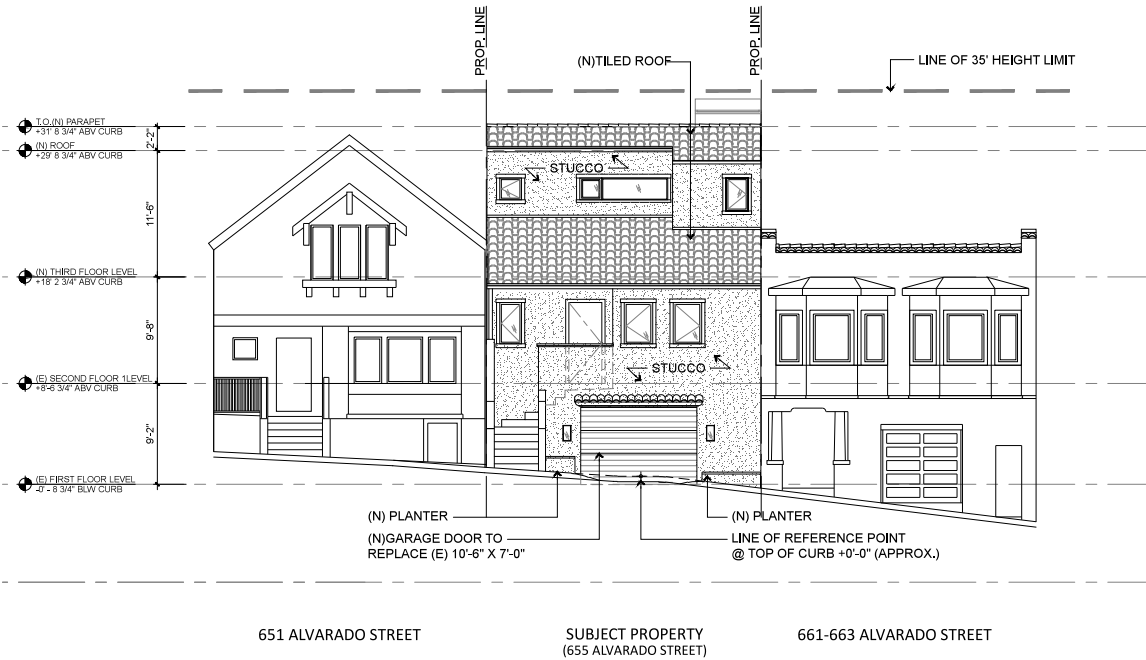 PROP. LINE
PROP. LINE
(N)TILED ROOF
LINE OF 35' HEIGHT LIMIT
T.O.(N) PARAPET
+31' 8 3/4" ABV CURB
2'-2"
(N) ROOF
+29' 8 3/4" ABV CURB
STUCCO
11'-6"
(N) THIRD FLOOR LEVEL
+18' 2 3/4" ABV CURB
9'-8"
STUCCO
(E) SECOND FLOOR 1LEVEL
+8'-6 3/4" ABV CURB
9'-2"
(E) FIRST FLOOR LEVEL
-0' - 8 3/4" BLW CURB
(N) PLANTER
(N) PLANTER
(N)GARAGE DOOR TO
REPLACE (E) 10'-6" X 7'-0"
LINE OF REFERENCE POINT
@ TOP OF CURB +0'-0" (APPROX.)
651 ALVARADO STREET
SUBJECT PROPERTY
(655 ALVARADO STREET)
661-663 ALVARADO STREET